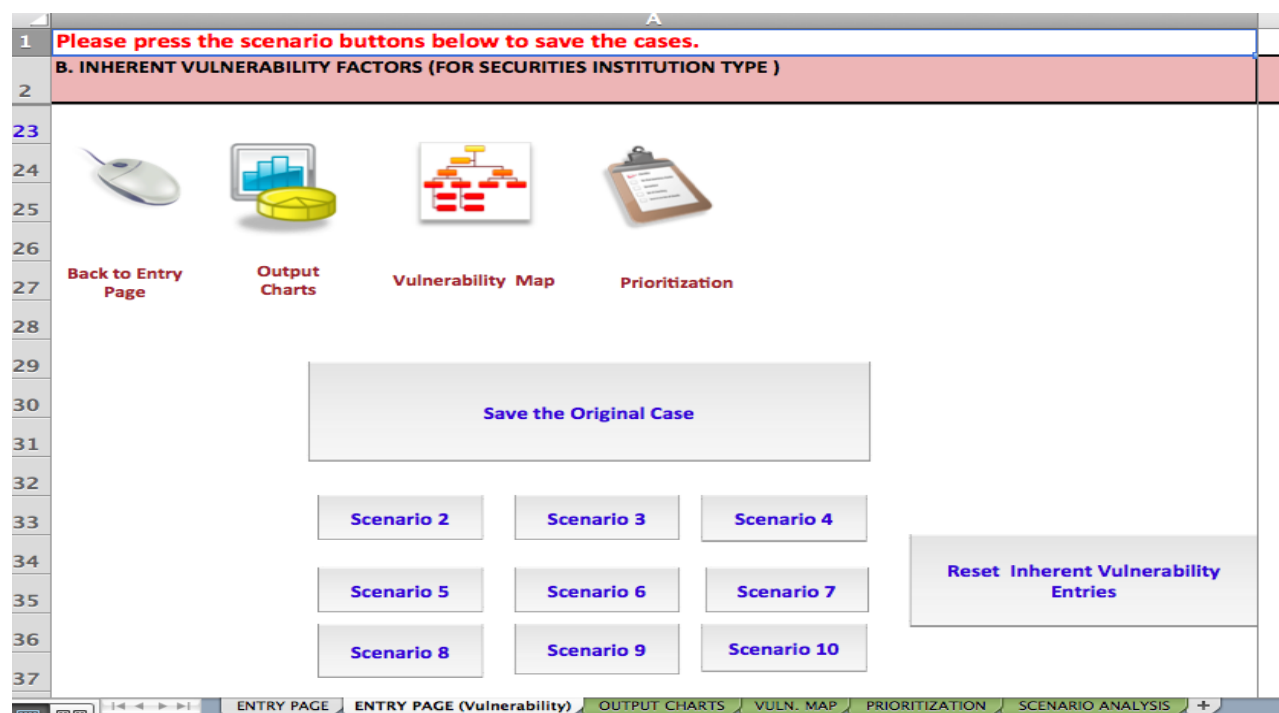 A
1 Please press the scenario buttons below to save the cases.
B. INHERENT VULNERABILITY FACTORS (FOR SECURITIES INSTITUTION TYPE )
2
23
24
25
26
27
Back to Entry
Page
Output
Charts
Vulnerability Map
Prioritization
28
29
30
31
Save the Original Case
32
33
Scenario 2 Scenario 3 Scenario 4
34
35
Scenario 5 Scenario 6 Scenario 7
Reset Inherent Vulnerability
Entries
36
37
Scenario 8 Scenario 9 Scenario 10
ENTRY PAGE ENTRY PAGE (Vulnerability) OUTPUT CHARTS VULN. MAP PRIORITIZATION SCENARIO ANALYSIS +